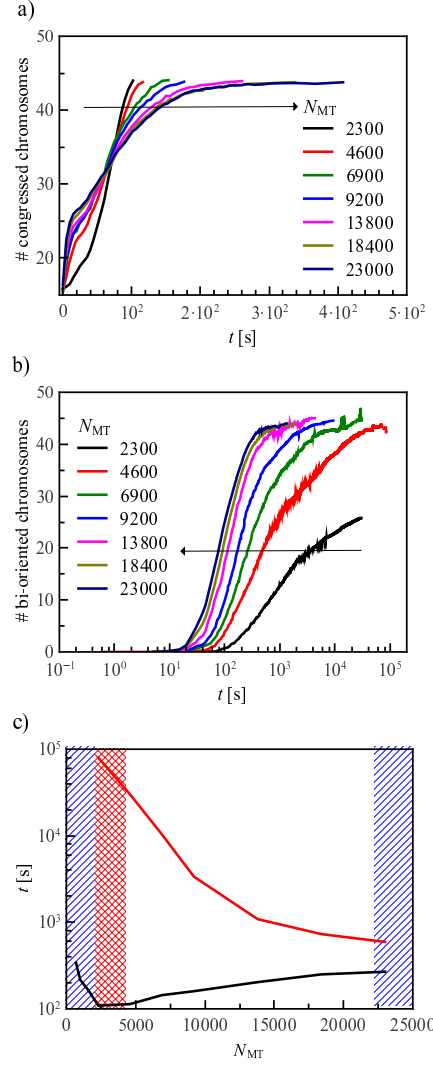 a)
50
40
30
20
# congressed chromosomes
N_MT
2300
4600
6900
9200
13800
18400
23000
0 10² 2·10² 3·10² 4·10² 5·10²
t [s]
b)
50
40
30
20
10
0
# bi-oriented chromosomes
N_MT
2300
4600
6900
9200
13800
18400
23000
10⁻¹ 10⁰ 10¹ 10² 10³ 10⁴ 10⁵
t [s]
c)
10⁵
10⁴
10³
10²
t [s]
0 5000 10000 15000 20000 25000
N_MT